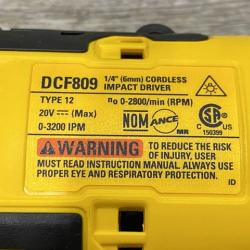 DCF809
1/4" (6mm) CORDLESS
IMPACT DRIVER
TYPE 12
n₀ 0-2800/min (RPM)
20V ⎓ (Max)
0-3200 IPM
NOM
ANCE
MR
C
US
150399
WARNING
TO REDUCE THE RISK
OF INJURY, USER
MUST READ INSTRUCTION MANUAL. ALWAYS USE
PROPER EYE AND RESPIRATORY PROTECTION.
ID